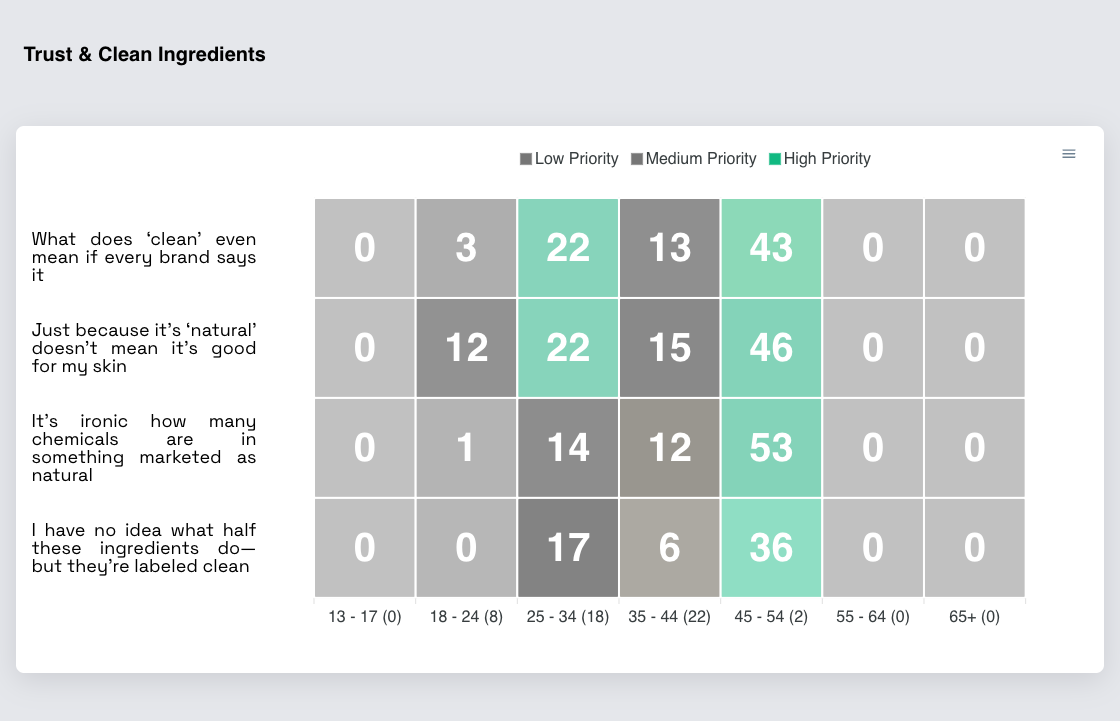 Trust & Clean Ingredients
Low Priority Medium Priority High Priority
What does ‘clean’ even
mean if every brand says
it
0 3 22 13 43 0 0
Just because it’s ‘natural’
doesn’t mean it’s good
for my skin
0 12 22 15 46 0 0
It’s ironic how many
chemicals are in
something marketed as
natural
0 1 14 12 53 0 0
I have no idea what half
these ingredients do—
but they’re labeled clean
0 0 17 6 36 0 0
13 - 17 (0) 18 - 24 (8) 25 - 34 (18) 35 - 44 (22) 45 - 54 (2) 55 - 64 (0) 65+ (0)